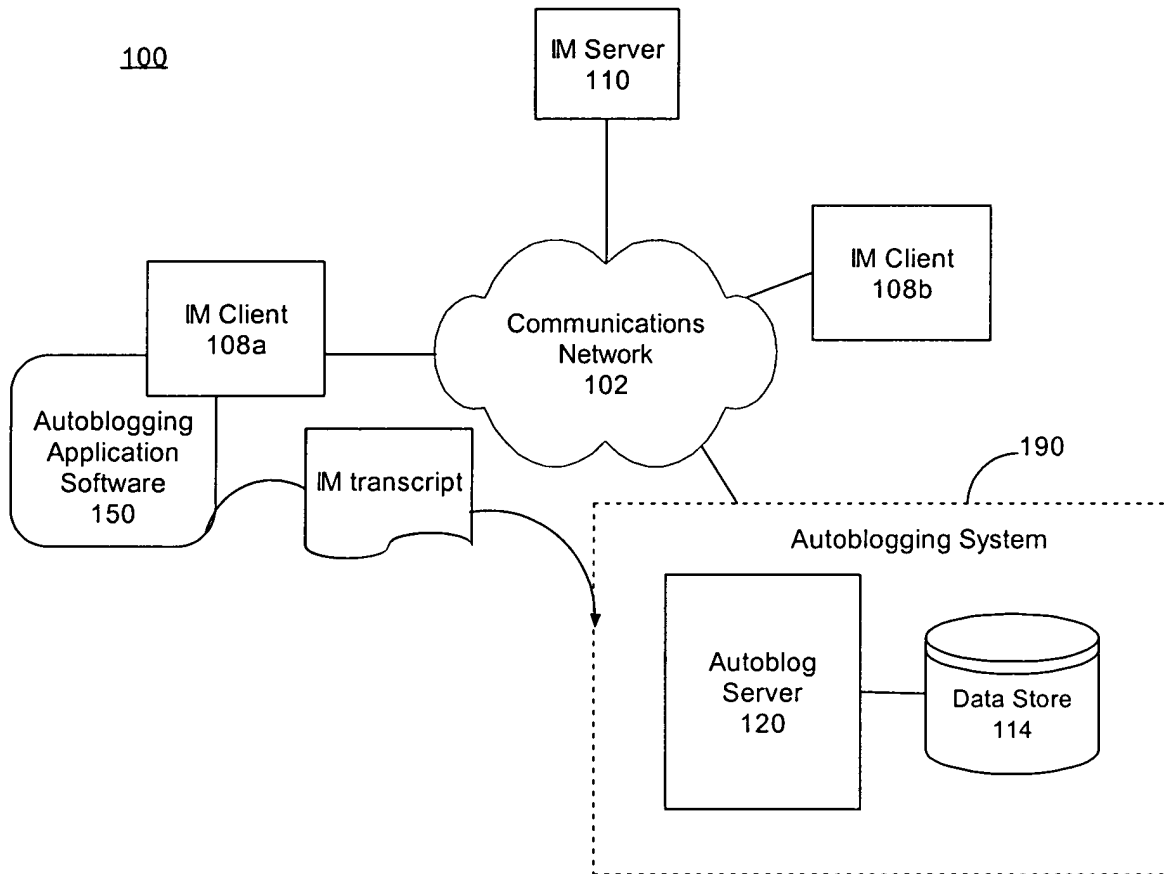 100
IM Server
110
IM Client
108b
IM Client
108a
Communications
Network
102
Autoblogging
Application
Software
150
IM transcript
190
Autoblogging System
Autoblog
Server
120
Data Store
114